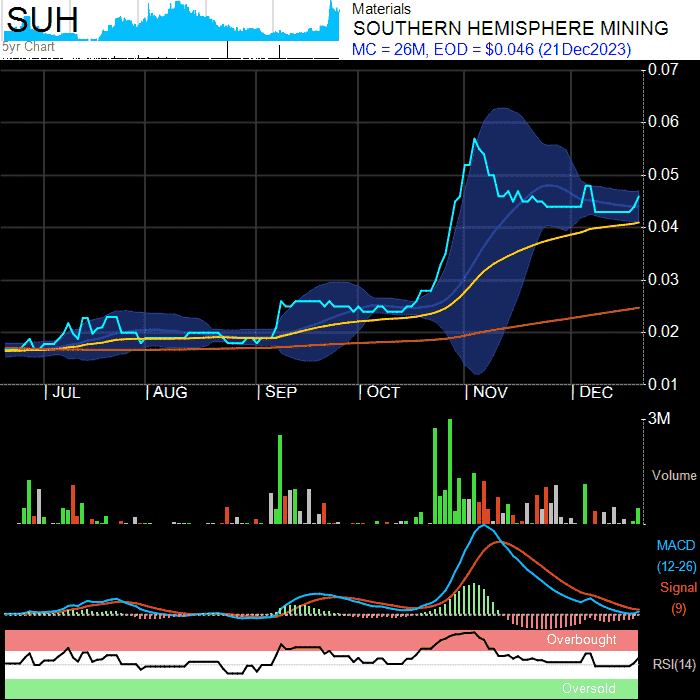 SUH
5yr Chart
Materials
SOUTHERN HEMISPHERE MINING
MC = 26M, EOD = $0.046 (21Dec2023)
0.07
0.06
0.05
0.04
0.03
0.02
0.01
JUL AUG SEP OCT NOV DEC
3M
Volume
MACD
(12-26)
Signal
(9)
Overbought
RSI(14)
Oversold